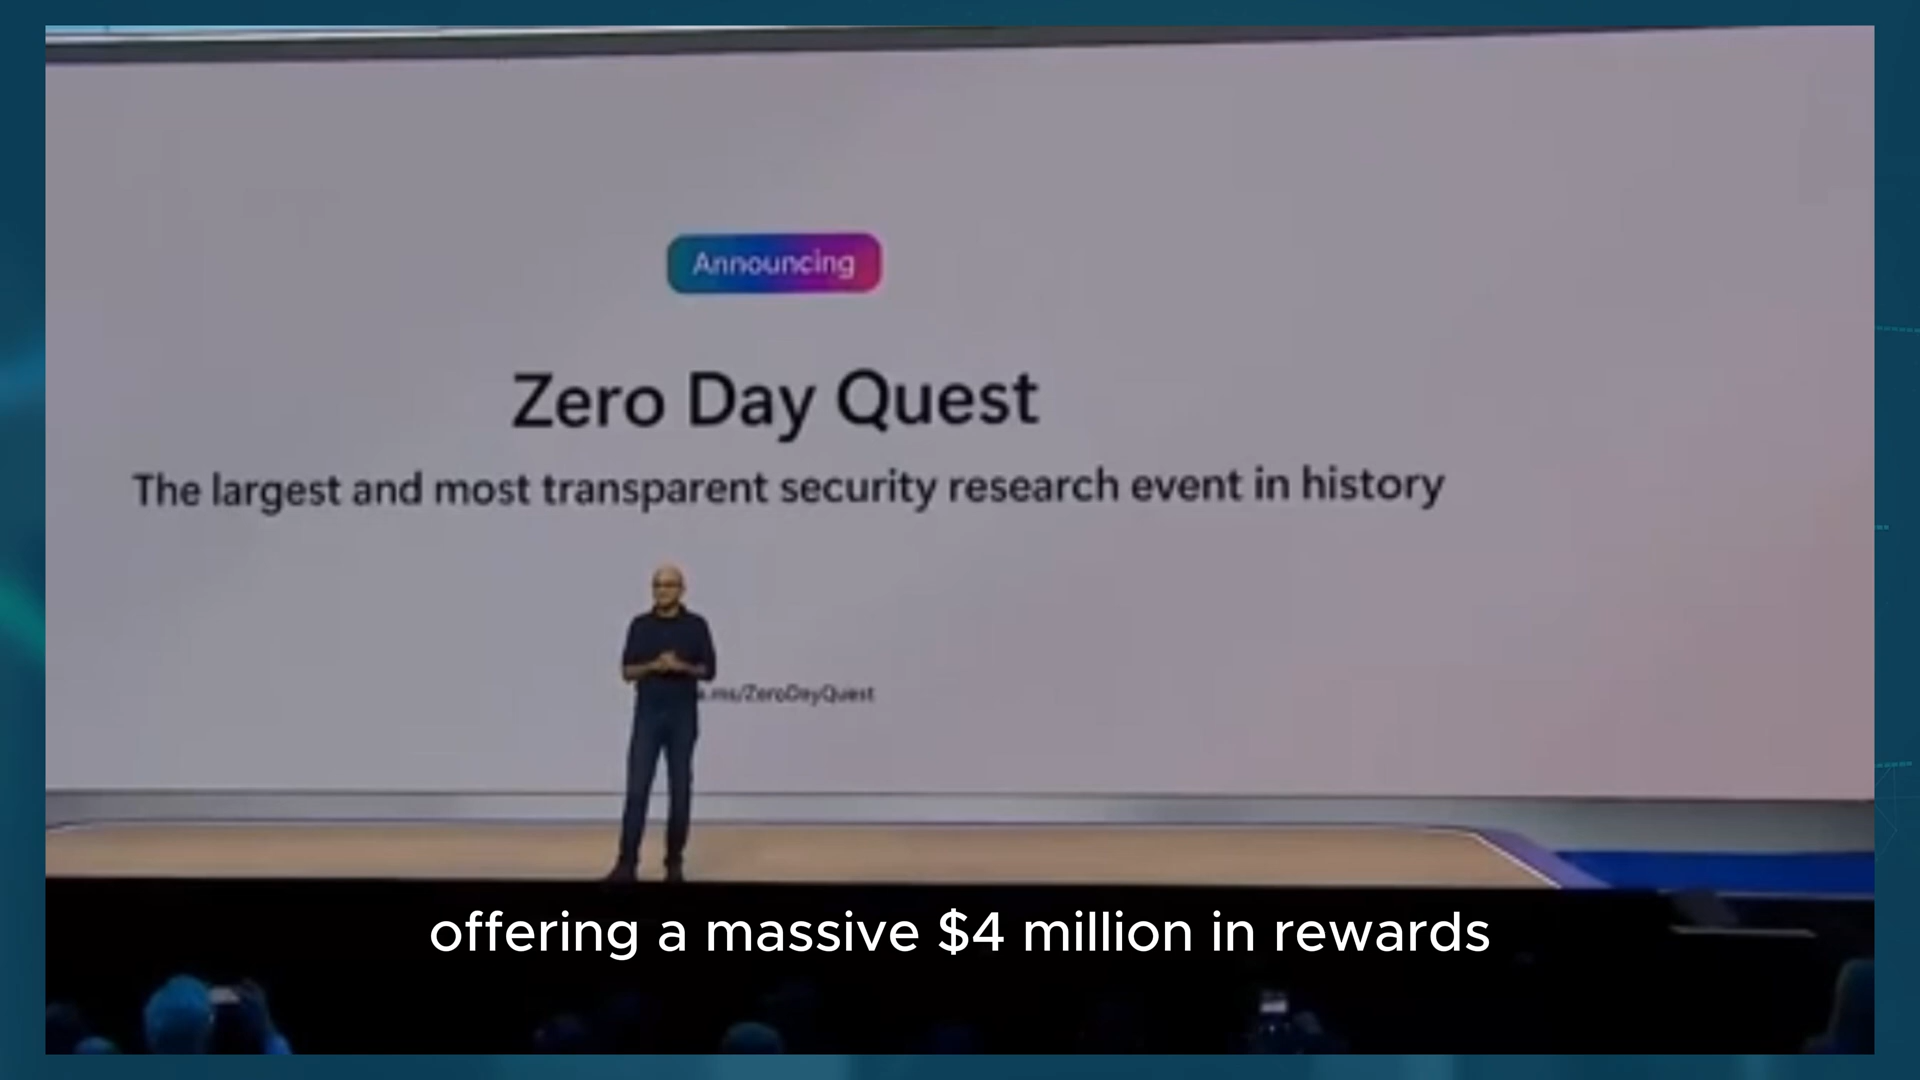 Announcing
Zero Day Quest
The largest and most transparent security research event in history
.ms/ZeroDayQuest
offering a massive $4 million in rewards